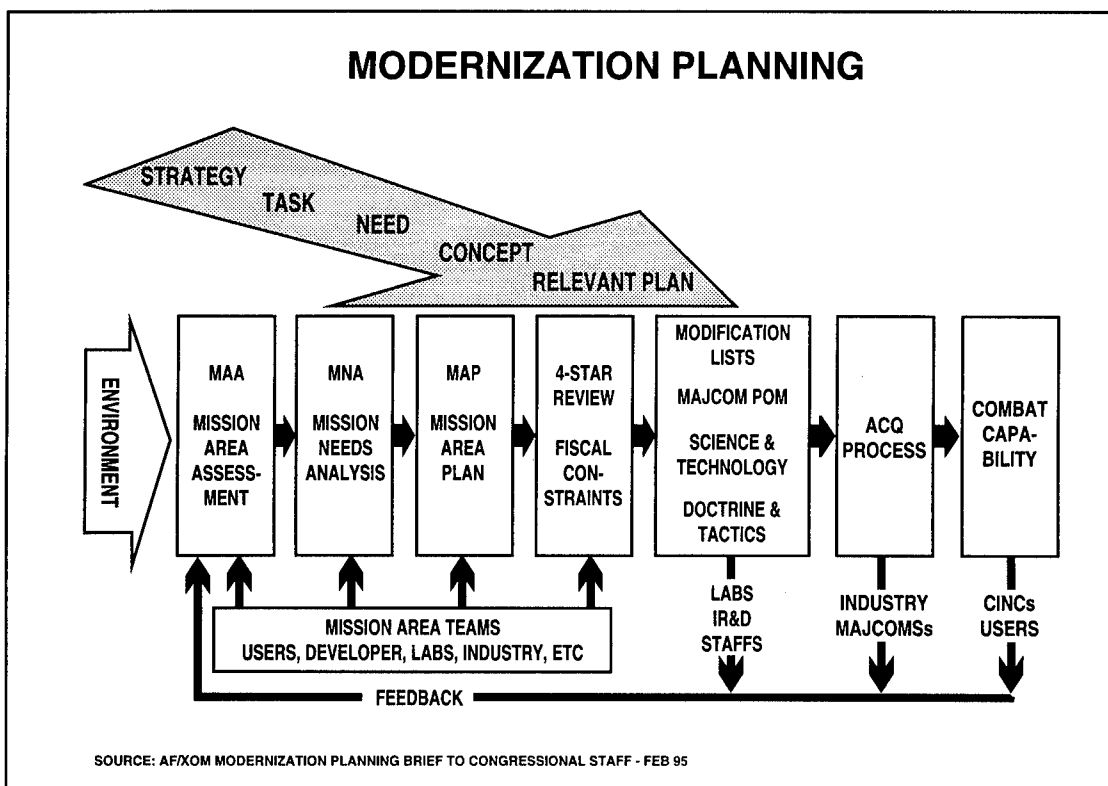 MODERNIZATION PLANNING
STRATEGY
TASK
NEED
CONCEPT
RELEVANT PLAN
ENVIRONMENT
MAA
MISSION
AREA
ASSESS-
MENT
MNA
MISSION
NEEDS
ANALYSIS
MAP
MISSION
AREA
PLAN
4-STAR
REVIEW
FISCAL
CON-
STRAINTS
MODIFICATION
LISTS
MAJCOM POM
SCIENCE &
TECHNOLOGY
DOCTRINE &
TACTICS
ACQ
PROCESS
COMBAT
CAPA-
BILITY
MISSION AREA TEAMS
USERS, DEVELOPER, LABS, INDUSTRY, ETC
LABS
IR&D
STAFFS
INDUSTRY
MAJCOMSs
CINCs
USERS
FEEDBACK
SOURCE: AF/XOM MODERNIZATION PLANNING BRIEF TO CONGRESSIONAL STAFF - FEB 95